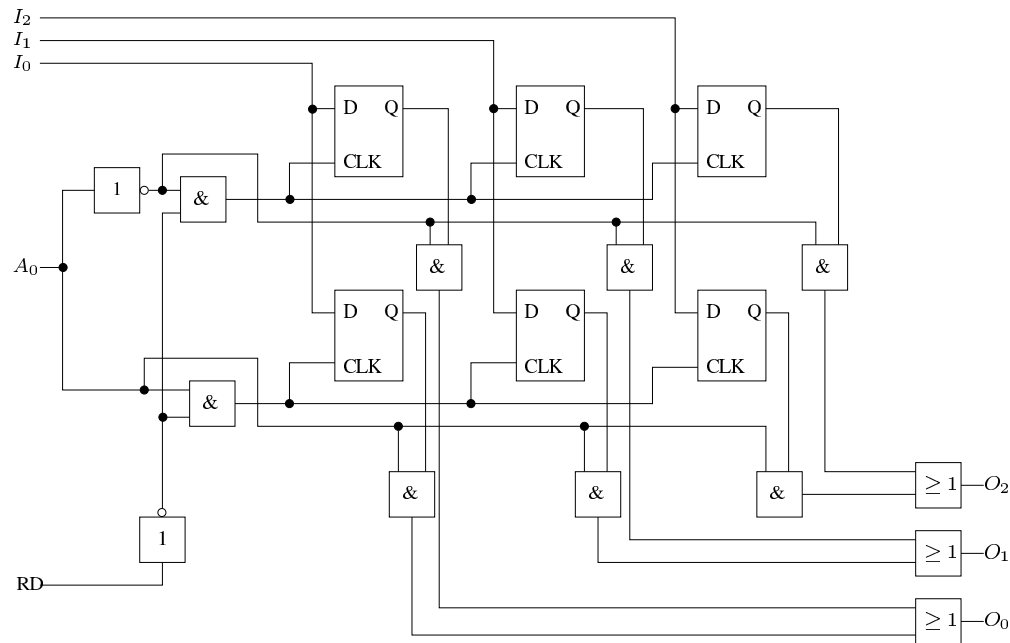 I₂
I₁
I₀
D Q
CLK
D Q
CLK
D Q
CLK
1
&
A₀
&
&
&
D Q
CLK
D Q
CLK
D Q
CLK
&
&
&
&
≥ 1 O₂
1
≥ 1 O₁
RD
≥ 1 O₀